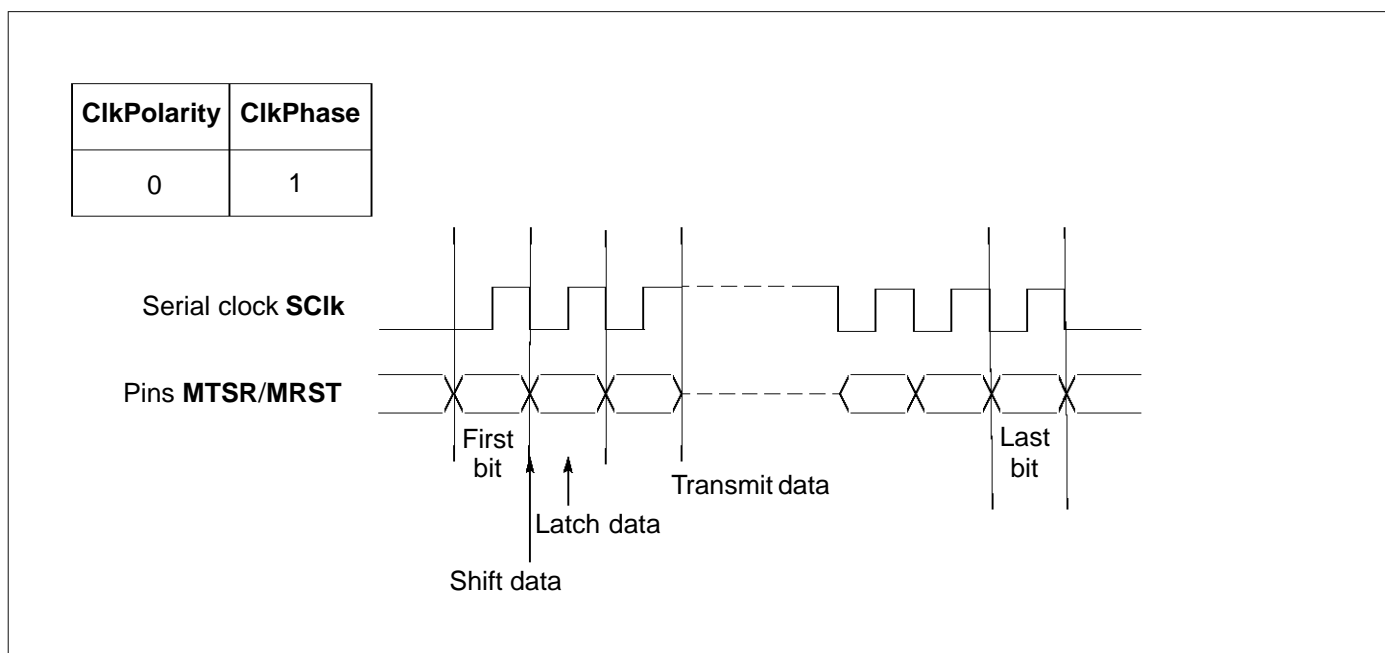 ClkPolarity ClkPhase
0 1
Serial clock SClk
Pins MTSR/MRST
First
bit
Last
bit
Transmit data
Latch data
Shift data